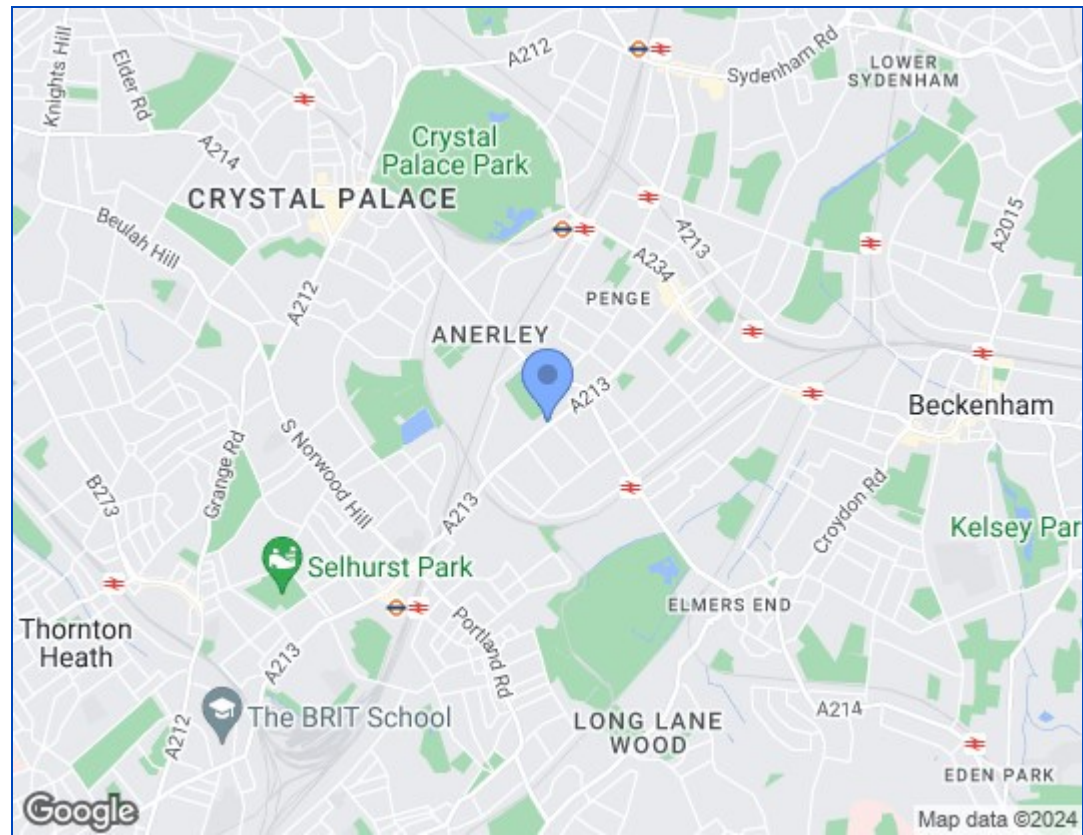 Knights Hill
Elder Rd
A212
Sydenham Rd
LOWER
SYDENHAM
A214
Crystal
Palace Park
CRYSTAL PALACE
A213
A2015
Beulah Hill
A234
A212
PENGE
ANERLEY
A213
Beckenham
S Norwood Hill
Grange Rd
B273
A213
Croydon Rd
Kelsey Par
Selhurst Park
ELMERS END
Thornton
Heath
Portland Rd
A213
The BRIT School
A212
LONG LANE
WOOD
A214
EDEN PARK
Google
Map data ©2024